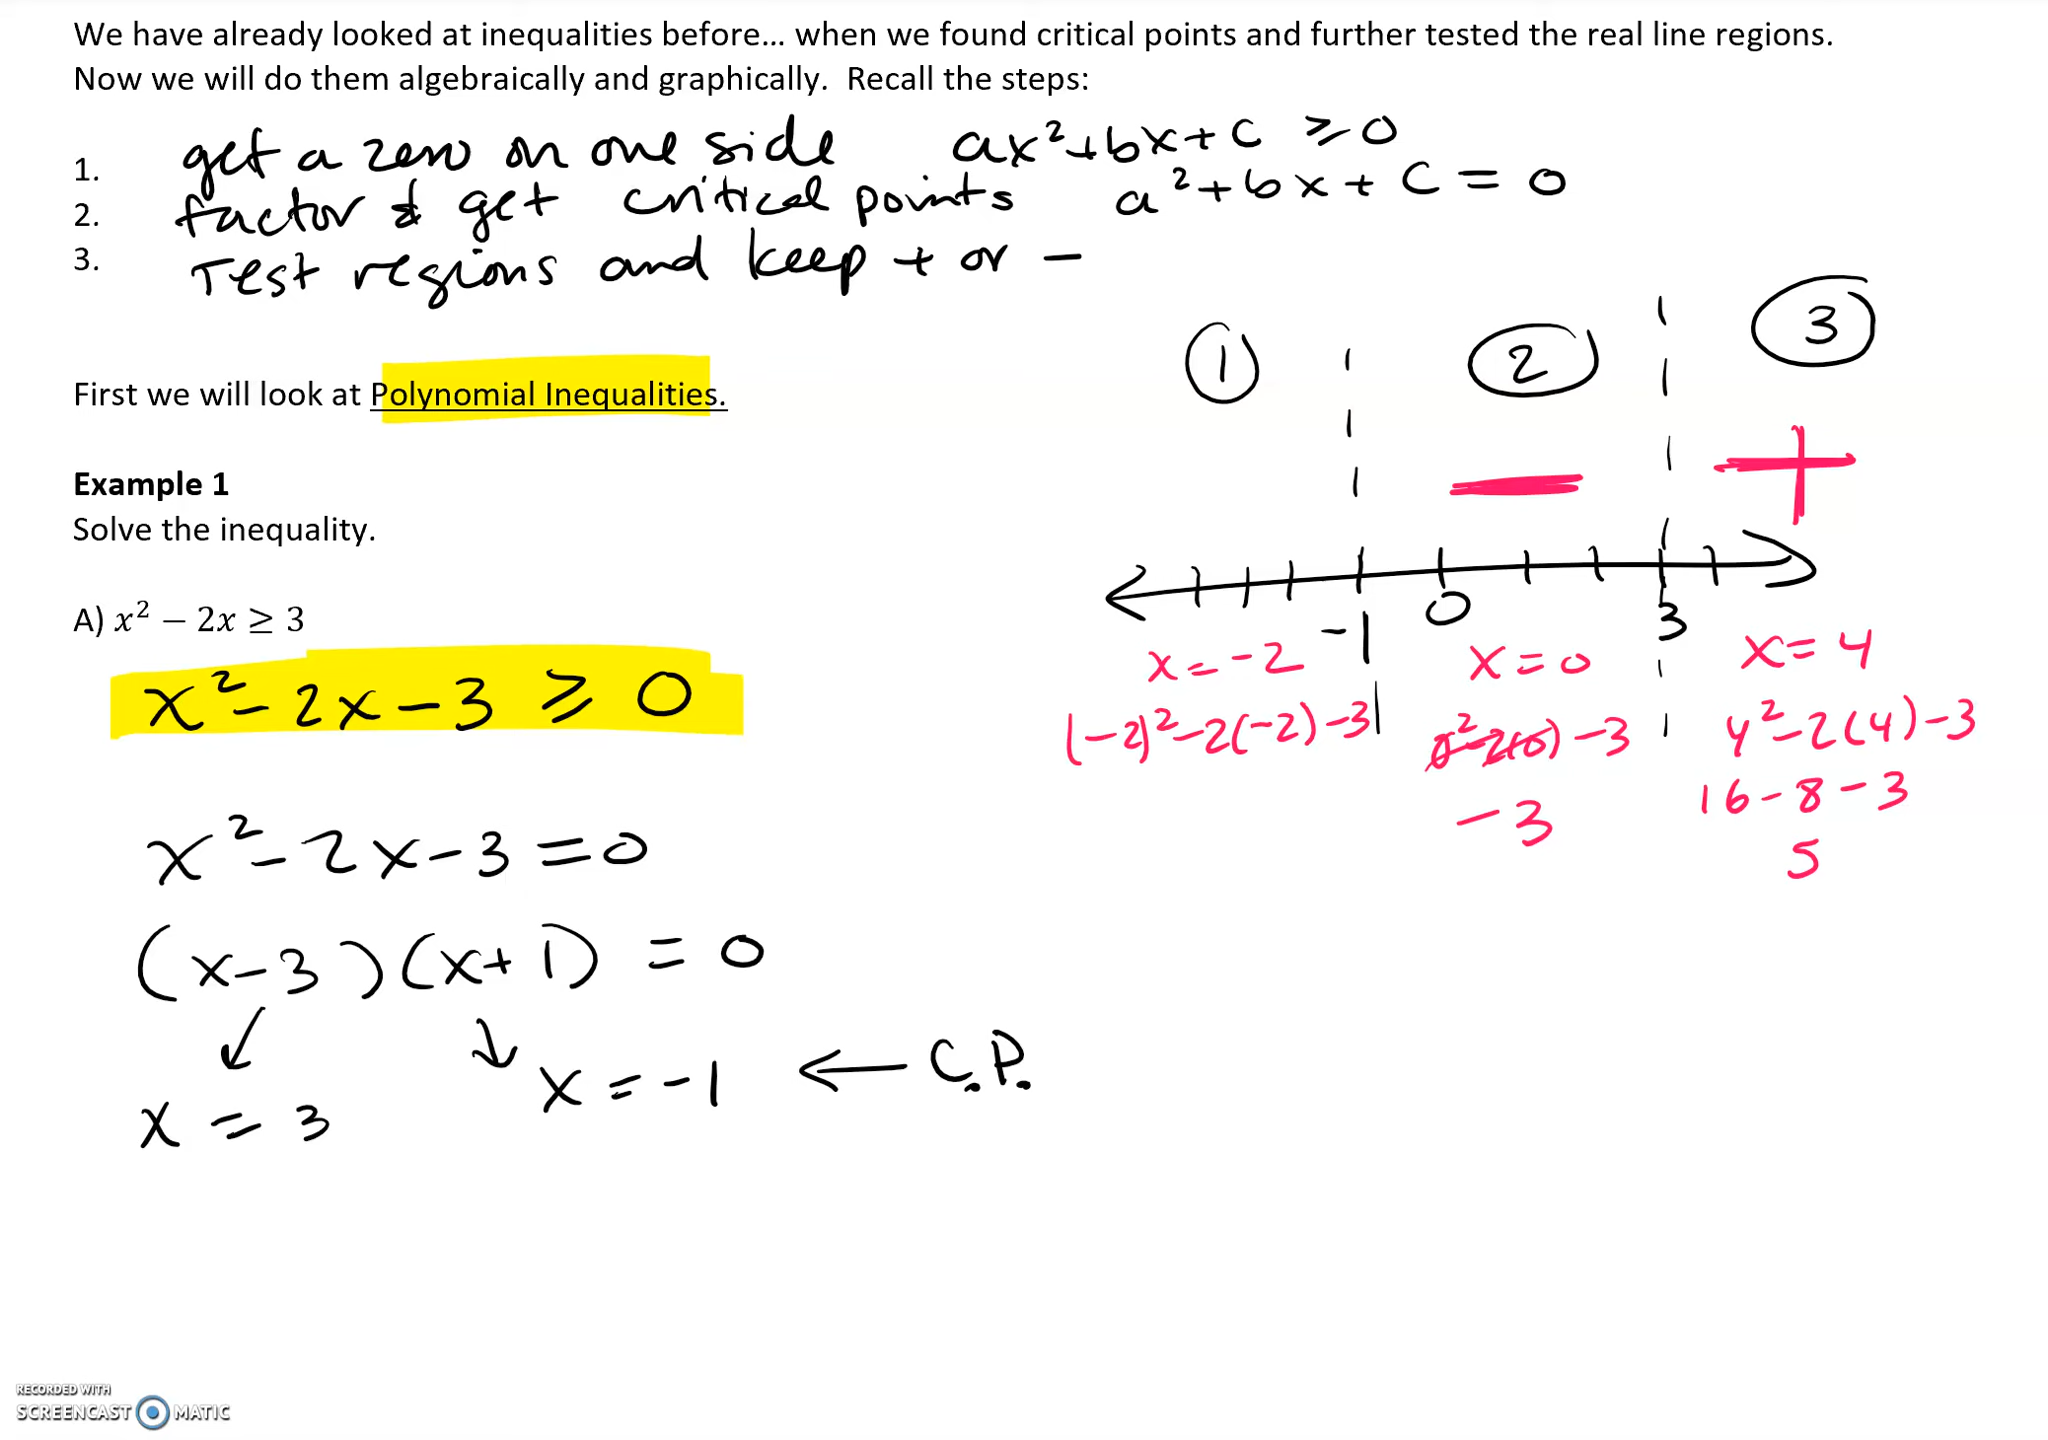 We have already looked at inequalities before... when we found critical points and further tested the real line regions.
Now we will do them algebraically and graphically. Recall the steps:
1. get a zero on one side ax²+bx+c ≥0
2. factor & get critical points a²+bx+c=0
3. Test regions and keep + or −
① ② ③
First we will look at Polynomial Inequalities.
− +
Example 1
Solve the inequality.
-1 0 3
A) x² − 2x ≥ 3
x=-2 x=0 x=4
x²-2x-3 ≥ 0
(-2)²-2(-2)-3 0²-2(0)-3 4²-2(4)-3
16-8-3
-3
5
x²-2x-3=0
(x-3)(x+1)=0
x=3 x=-1 ← C.P.
RECORDED WITH
SCREENCAST MATIC